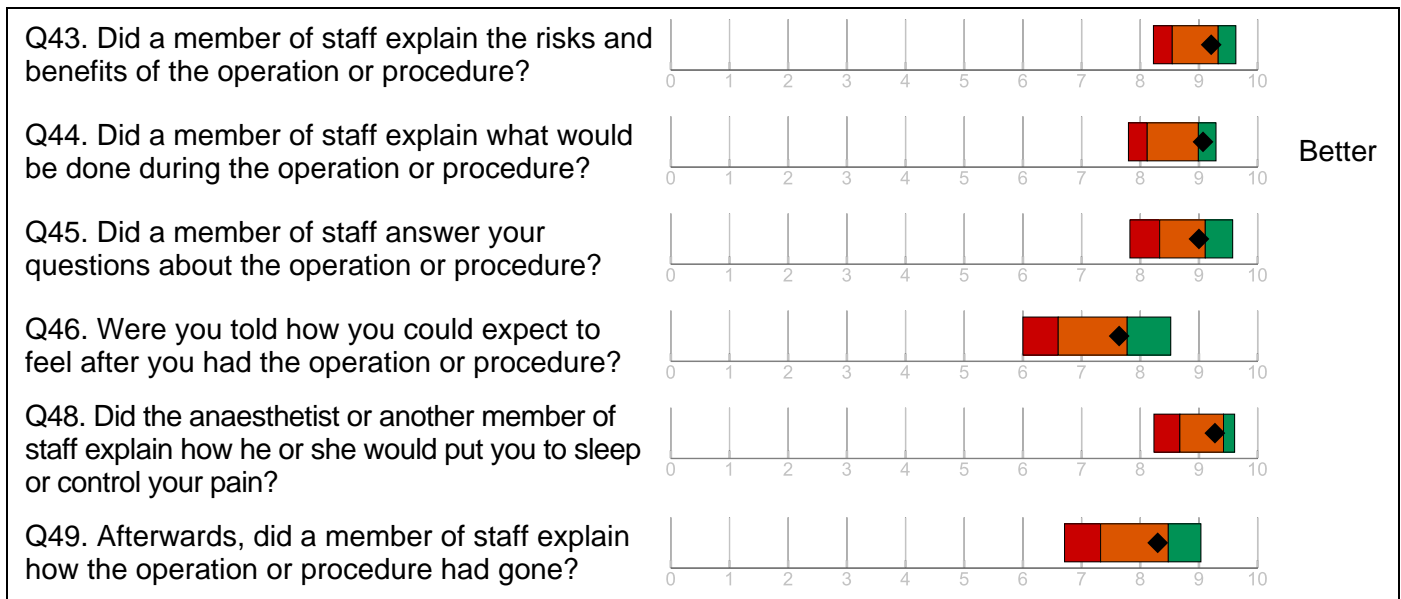 Q43. Did a member of staff explain the risks and
benefits of the operation or procedure?
0 1 2 3 4 5 6 7 8 9 10
Q44. Did a member of staff explain what would
be done during the operation or procedure?
0 1 2 3 4 5 6 7 8 9 10
Better
Q45. Did a member of staff answer your
questions about the operation or procedure?
0 1 2 3 4 5 6 7 8 9 10
Q46. Were you told how you could expect to
feel after you had the operation or procedure?
0 1 2 3 4 5 6 7 8 9 10
Q48. Did the anaesthetist or another member of
staff explain how he or she would put you to sleep
or control your pain?
0 1 2 3 4 5 6 7 8 9 10
Q49. Afterwards, did a member of staff explain
how the operation or procedure had gone?
0 1 2 3 4 5 6 7 8 9 10